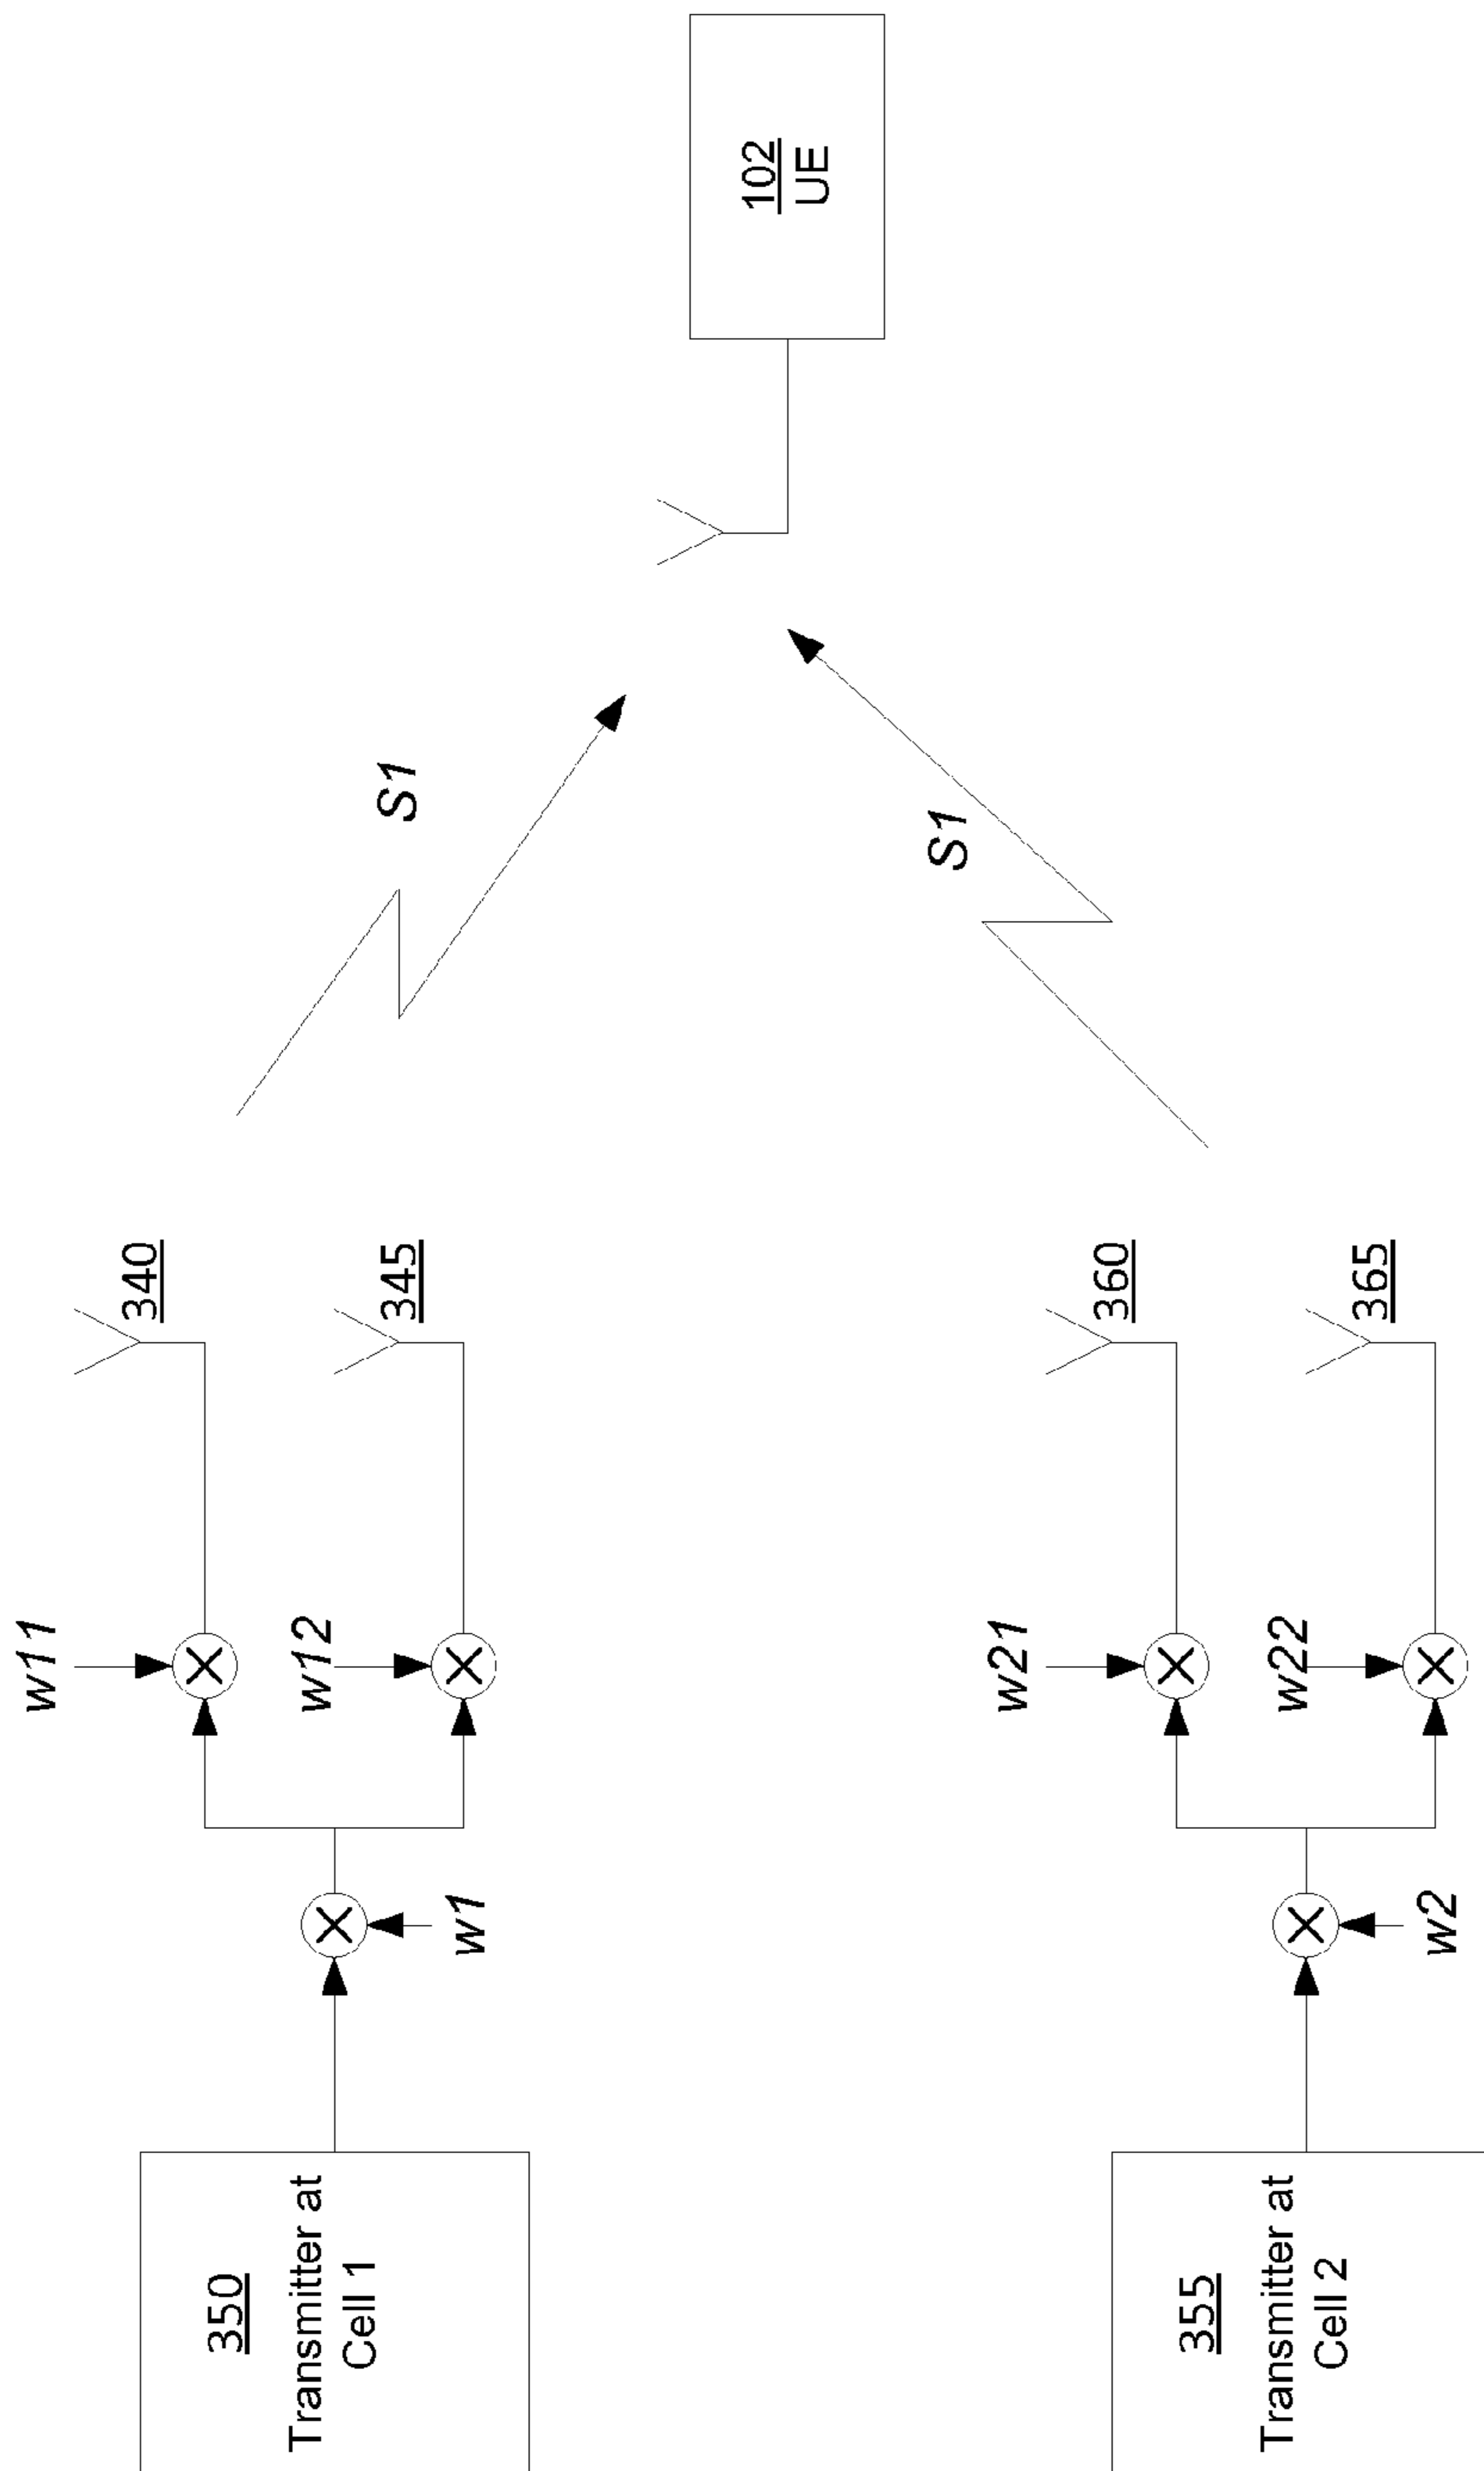 102
UE
S1
S1
340
345
360
365
w11
w12
w21
w22
w1
w2
350
Transmitter at
Cell 1
355
Transmitter at
Cell 2